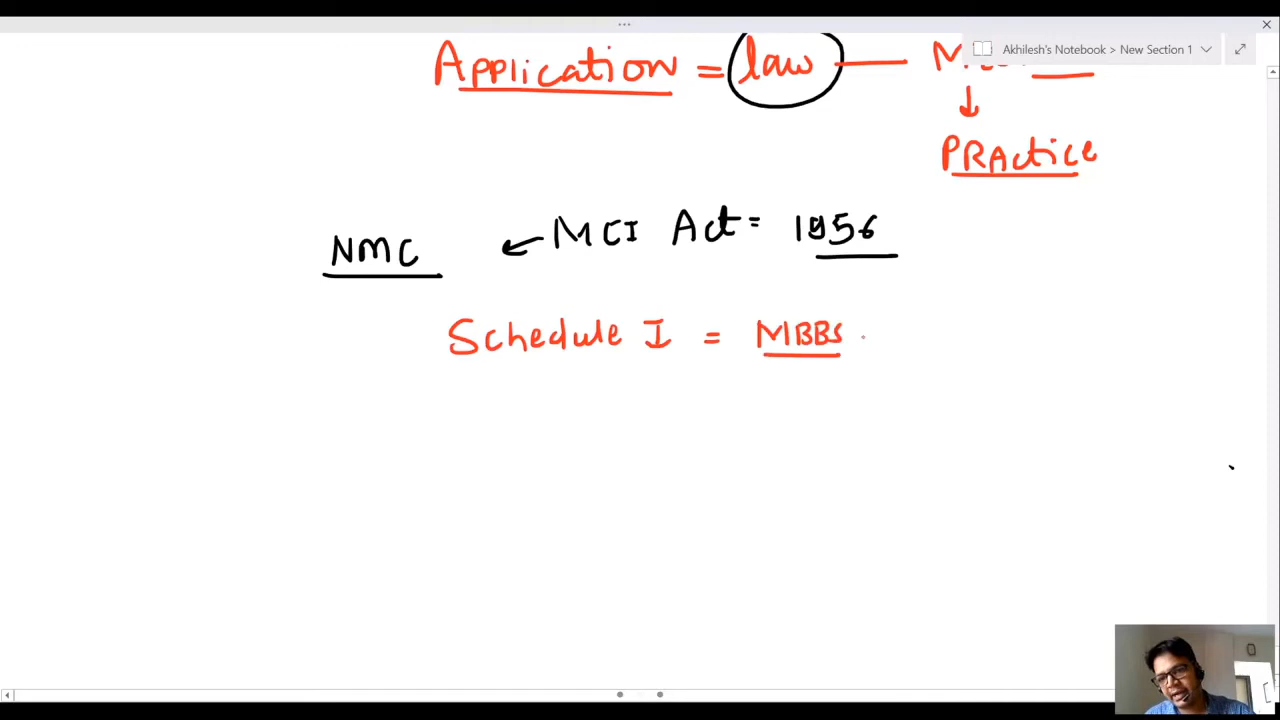 Akhilesh's Notebook > New Section 1
Application = law
PRActice
NMC ← MCI Act = 1956
Schedule I = MBBS